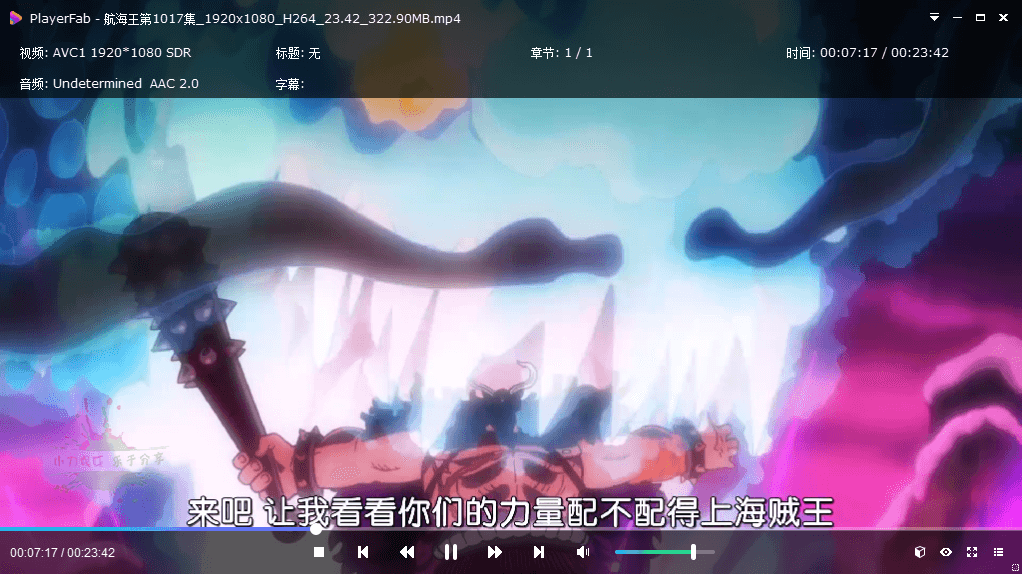 PlayerFab - 航海王第1017集_1920x1080_H264_23.42_322.90MB.mp4
视频: AVC1 1920*1080 SDR 标题: 无 章节: 1 / 1 时间: 00:07:17 / 00:23:42
音频: Undetermined AAC 2.0 字幕:
乐于分享
来吧 让我看看你们的力量配不配得上海贼王
00:07:17 / 00:23:42